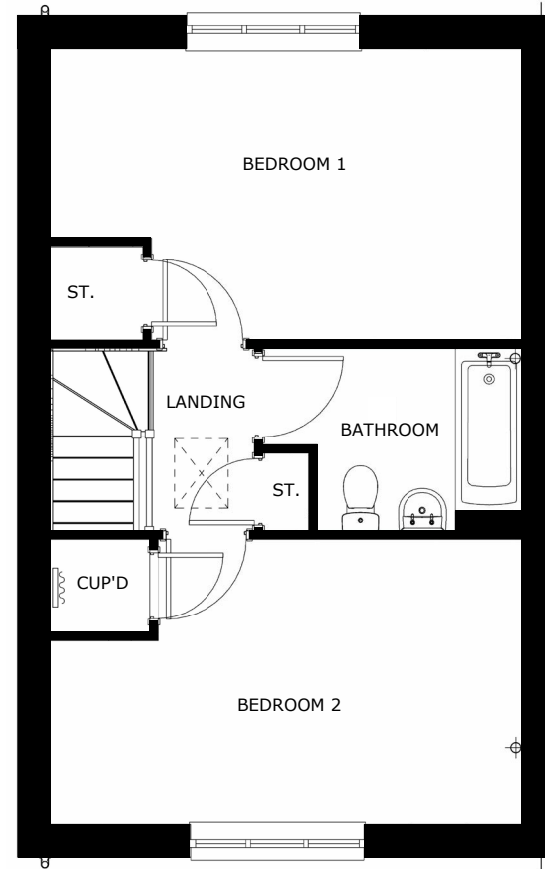 BEDROOM 1
ST.
LANDING
BATHROOM
ST.
CUP'D
BEDROOM 2